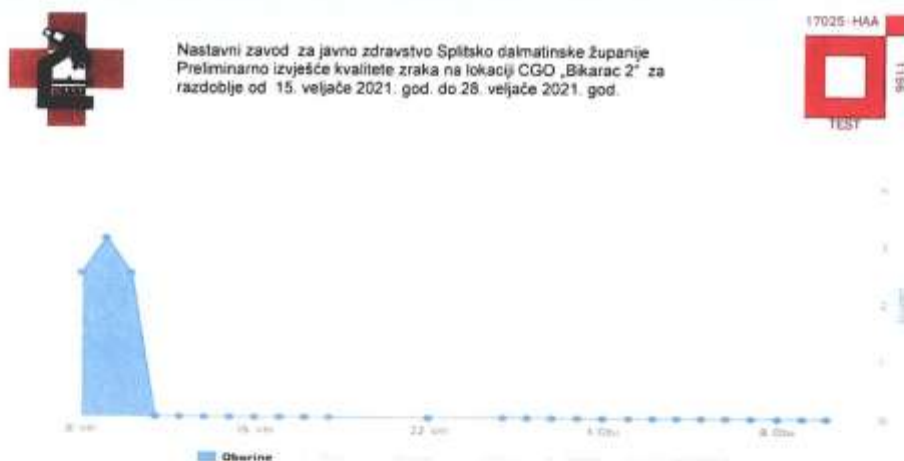 Nastavni zavod za javno zdravstvo Splitsko dalmatinske županije
Preliminarno izvješće kvalitete zraka na lokaciji CGO „Bikarac 2" za
razdoblje od 15. veljače 2021. god. do 28. veljače 2021. god.
17025-HAA
1166
TEST
Oborine